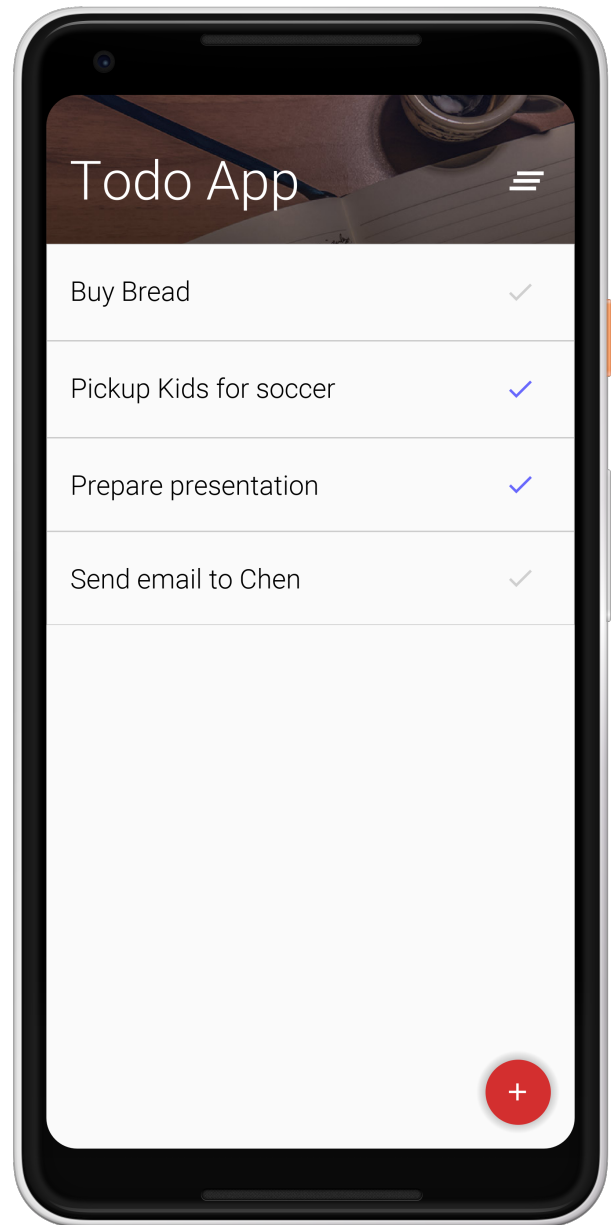 Todo App
Buy Bread
Pickup Kids for soccer
Prepare presentation
Send email to Chen